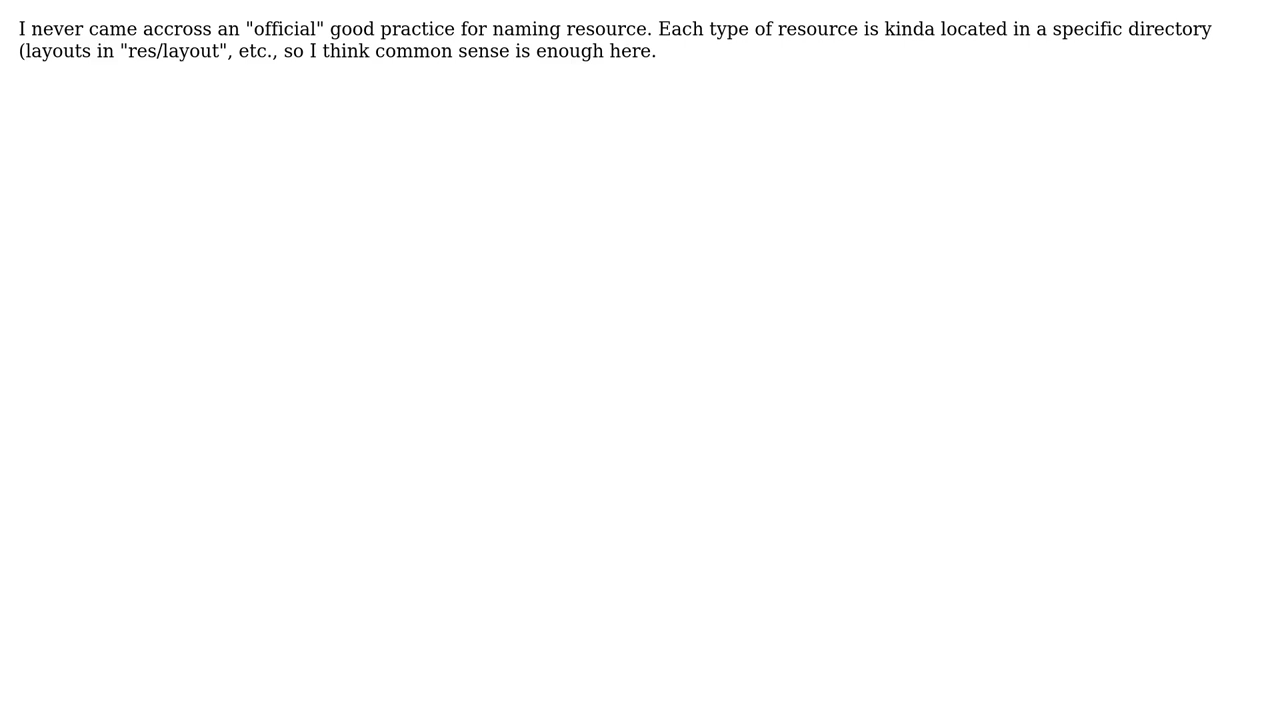 I never came accross an "official" good practice for naming resource. Each type of resource is kinda located in a specific directory
(layouts in "res/layout", etc., so I think common sense is enough here.